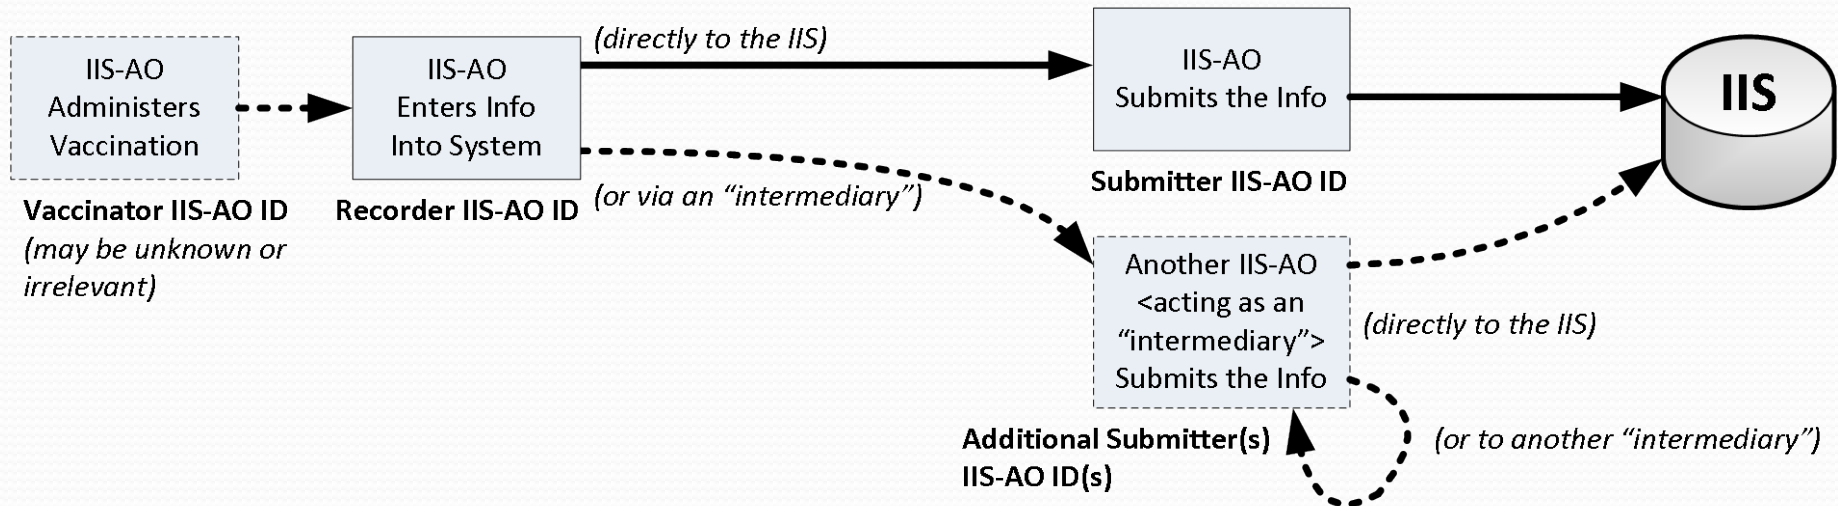 IIS-AO
Administers
Vaccination
Vaccinator IIS-AO ID
(may be unknown or
irrelevant)
IIS-AO
Enters Info
Into System
Recorder IIS-AO ID
(directly to the IIS)
(or via an “intermediary”)
IIS-AO
Submits the Info
Submitter IIS-AO ID
IIS
Another IIS-AO
<acting as an
“intermediary”>
Submits the Info
(directly to the IIS)
Additional Submitter(s)
IIS-AO ID(s)
(or to another “intermediary”)